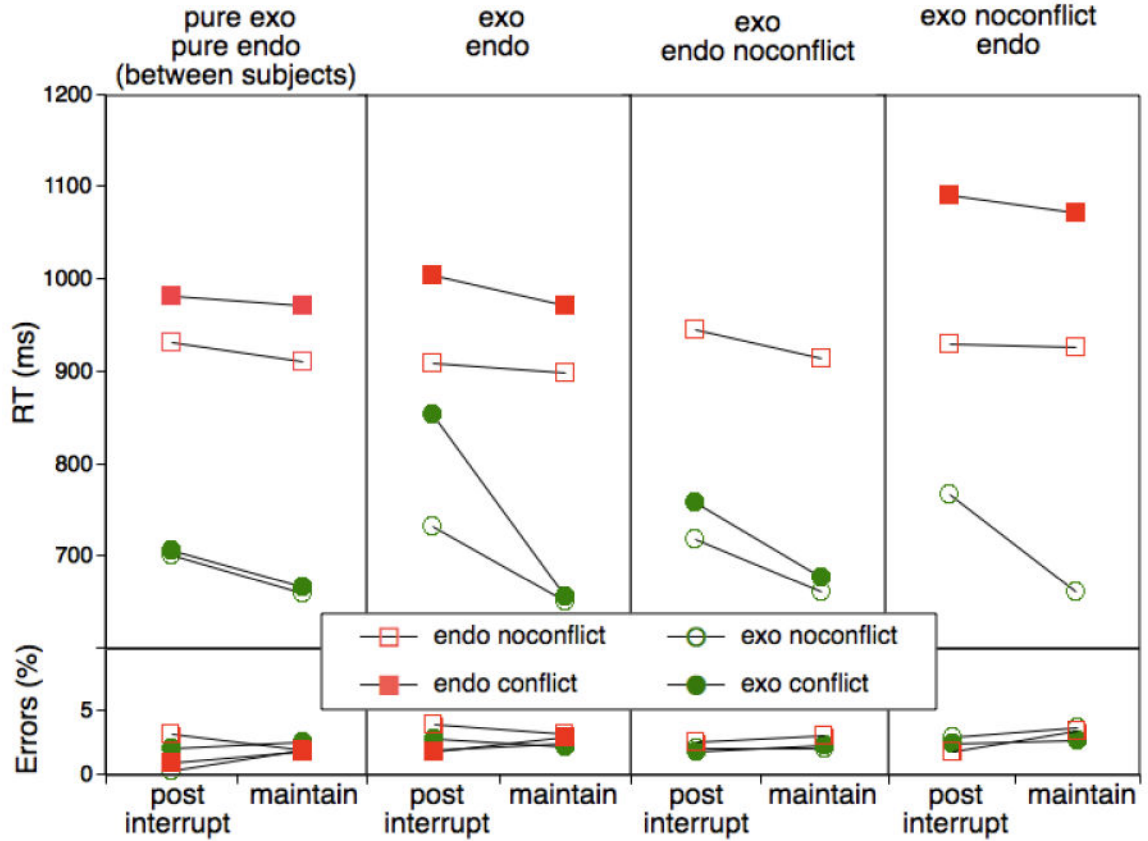 pure exo
pure endo
(between subjects)
exo
endo
exo
endo noconflict
exo noconflict
endo
RT (ms)
1200
1100
1000
900
800
700
endo noconflict
exo noconflict
endo conflict
exo conflict
Errors (%)
5
0
post
interrupt
maintain
post
interrupt
maintain
post
interrupt
maintain
post
interrupt
maintain